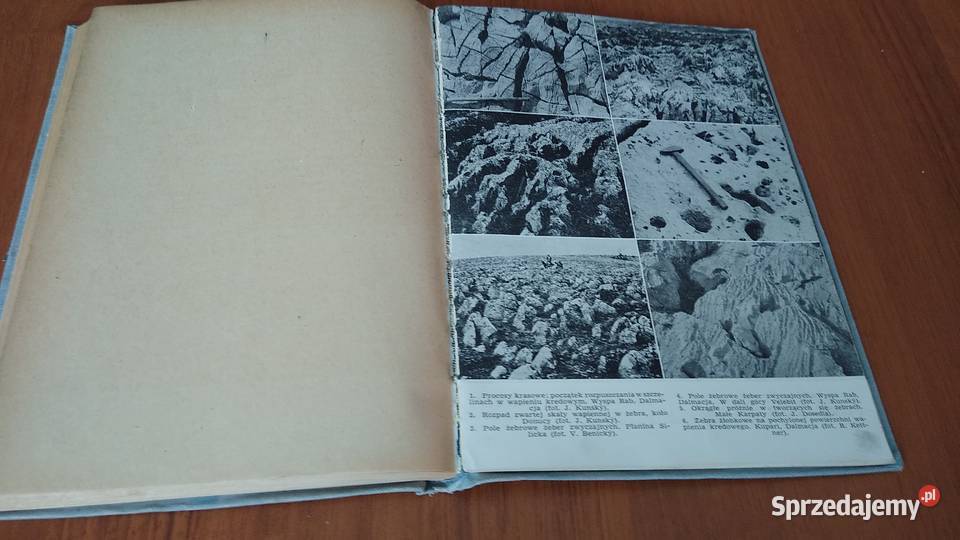 1. Procesy krasowe; początek rozpuszczania w szcze-
linach w wapieniu kredowym. Wyspa Rab, Dalma-
cja (fot. J. Kunský).
2. Rozpad zwartej skały wapiennej w żebra, koło
Domicy (fot. J. Kunský).
3. Pole żebrowe żeber zwyczajnych. Planina Si-
licka (fot. V. Benický).
4. Pole żebrowe żeber zwyczajnych. Wyspa Rab,
Dalmacja. W dali góry Velebit (fot. J. Kunský).
5. Okrągłe próżnie w tworzących się żebrach.
Małe Karpaty (fot. J. Dosedla).
6. Żebra żłobkowe na pochylonej powierzchni wa-
pienia kredowego. Kupari, Dalmacja (fot. R. Kett-
ner).
Sprzedajemy.pl